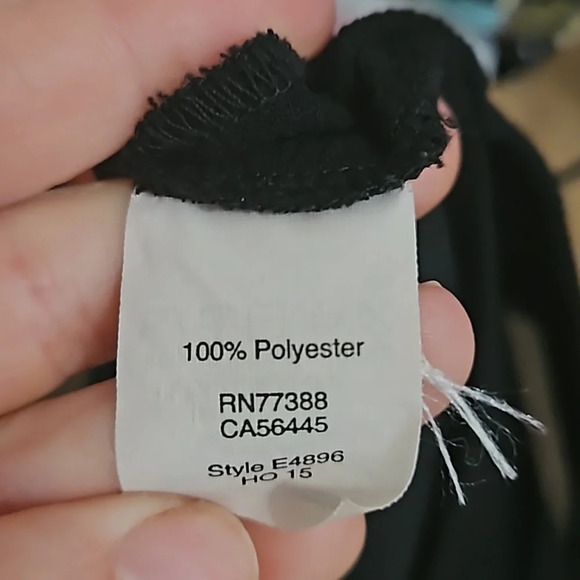 100% Polyester
RN77388
CA56445
Style E4896
HO 15